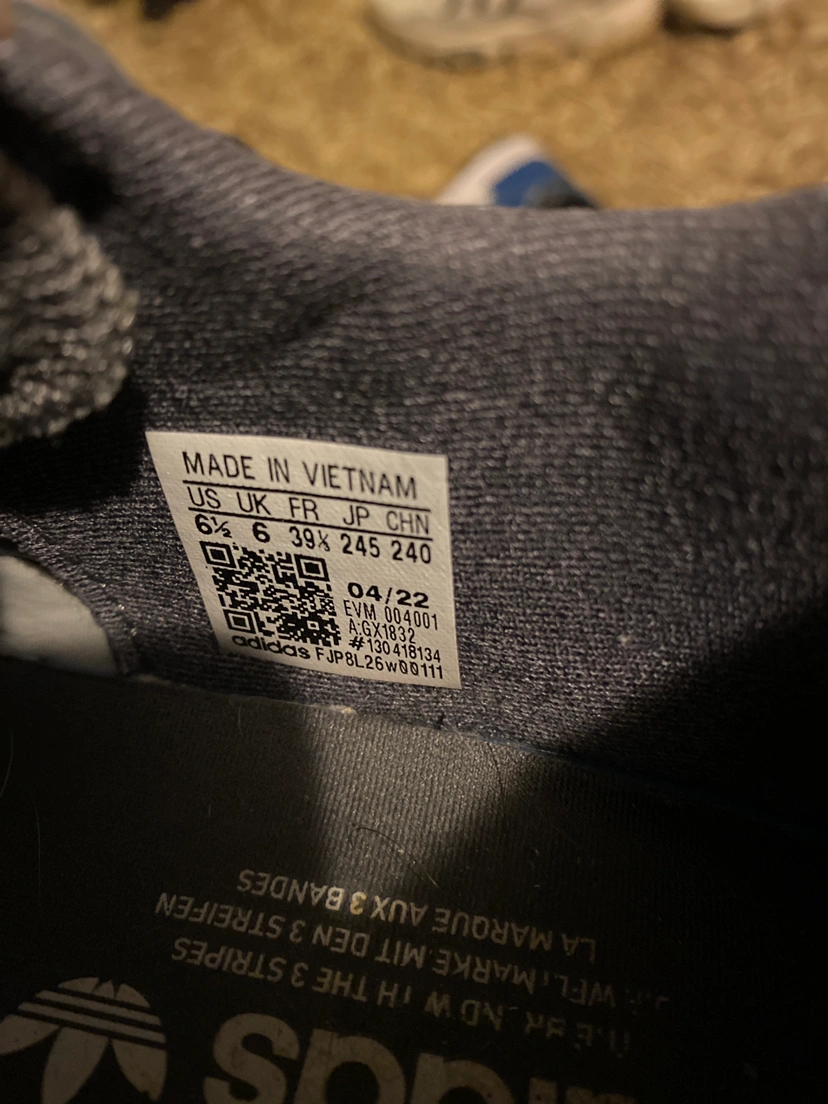 MADE IN VIETNAM
US UK FR JP CHN
6½ 6 39⅓ 245 240
04/22
EVM 004001
A:GX1832
#130418134
adidas FJP8L26w00111
LA MARQUE AUX 3 BANDES
MARKE MIT DEN 3 STREIFEN
THE 3 STRIPES